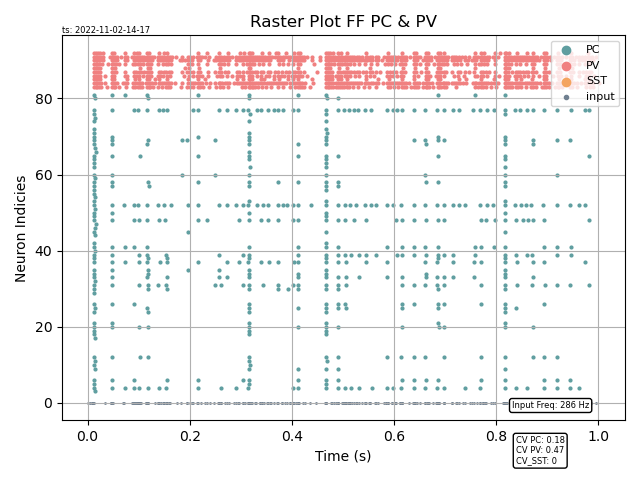 Raster Plot FF PC & PV
ts: 2022-11-02-14-17
PC
PV
SST
input
80
60
40
20
0
Neuron Indicies
Input Freq: 286 Hz
0.0 0.2 0.4 0.6 0.8 1.0
Time (s)
CV PC: 0.18
CV PV: 0.47
CV_SST: 0